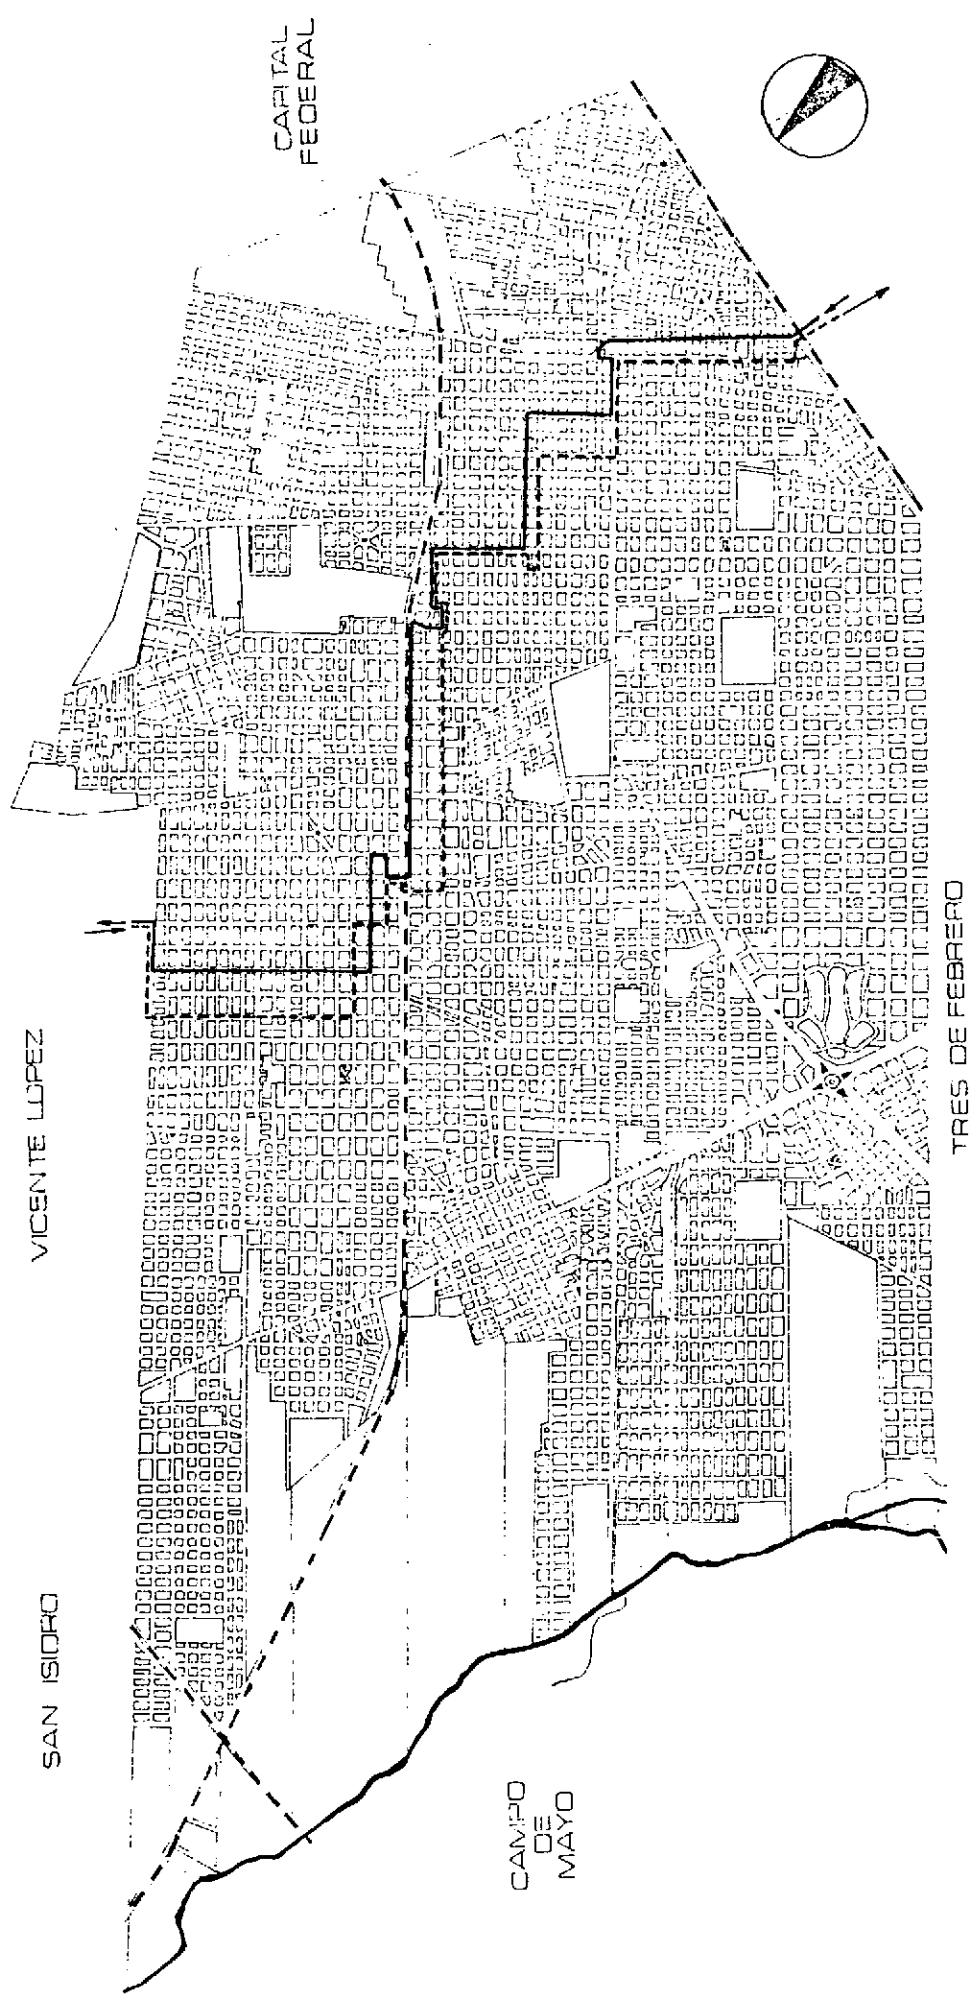 CAPITAL
FEDERAL
VICENTE LOPEZ
SAN ISIDRO
TRES DE FEBRERO
CAMPO
DE
MAYO